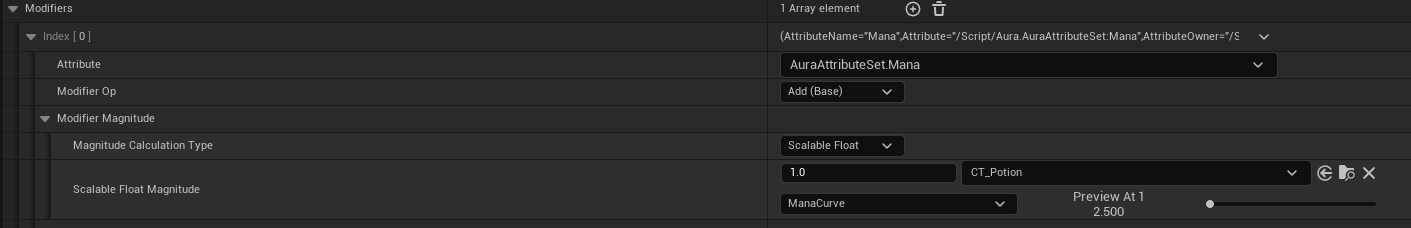 Modifiers
1 Array element
Index [ 0 ]
(AttributeName="Mana",Attribute="/Script/Aura.AuraAttributeSet:Mana",AttributeOwner="/S
Attribute
AuraAttributeSet.Mana
Modifier Op
Add (Base)
Modifier Magnitude
Magnitude Calculation Type
Scalable Float
Scalable Float Magnitude
1.0
CT_Potion
ManaCurve
Preview At 1
2.500